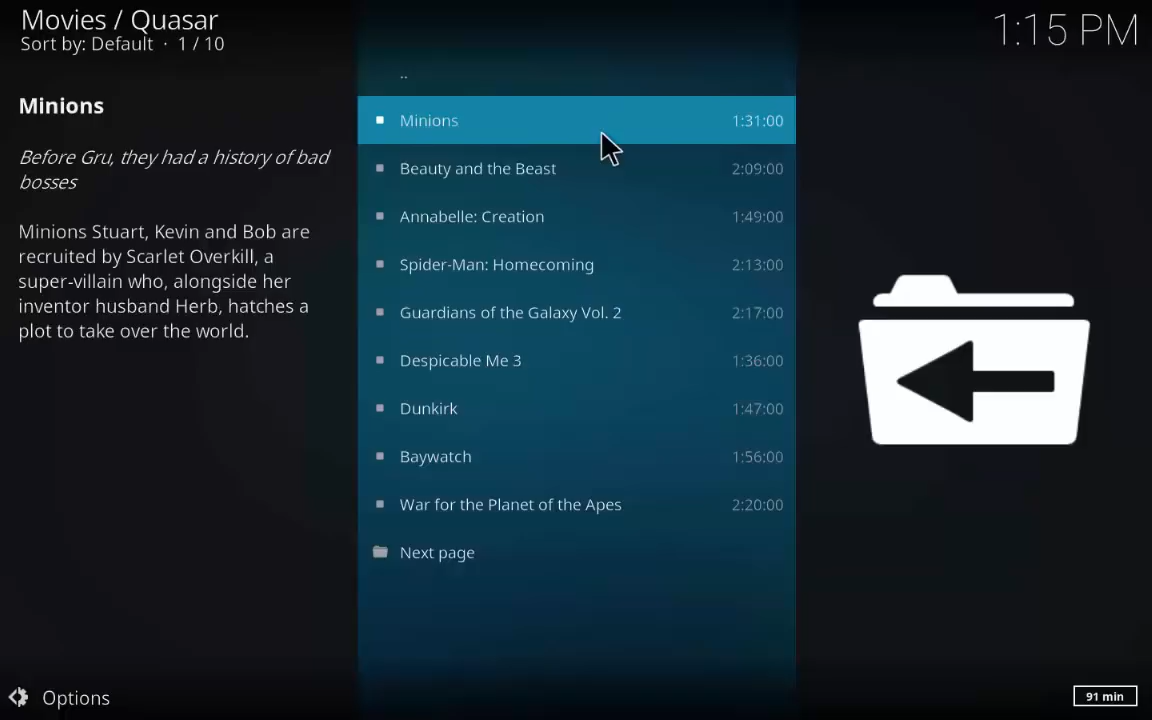 Movies / Quasar
Sort by: Default · 1 / 10
1:15 PM
Minions
Before Gru, they had a history of bad
bosses
Minions Stuart, Kevin and Bob are
recruited by Scarlet Overkill, a
super-villain who, alongside her
inventor husband Herb, hatches a
plot to take over the world.
..
Minions 1:31:00
Beauty and the Beast 2:09:00
Annabelle: Creation 1:49:00
Spider-Man: Homecoming 2:13:00
Guardians of the Galaxy Vol. 2 2:17:00
Despicable Me 3 1:36:00
Dunkirk 1:47:00
Baywatch 1:56:00
War for the Planet of the Apes 2:20:00
Next page
Options
91 min